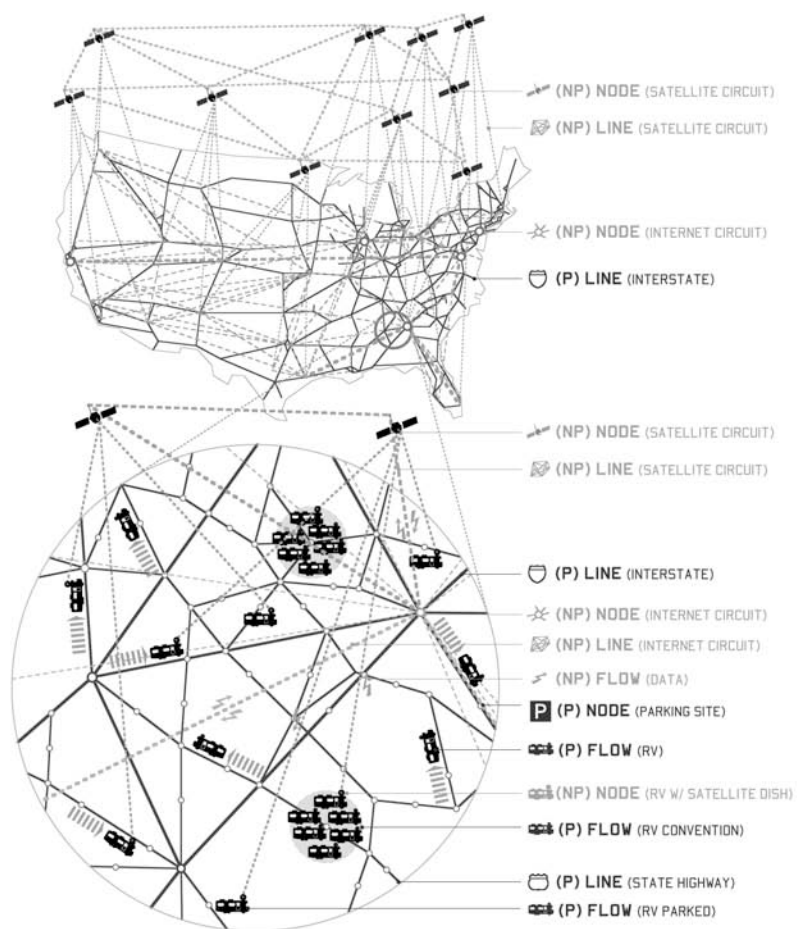 (NP) NODE (SATELLITE CIRCUIT)
(NP) LINE (SATELLITE CIRCUIT)
(NP) NODE (INTERNET CIRCUIT)
(P) LINE (INTERSTATE)
(NP) NODE (SATELLITE CIRCUIT)
(NP) LINE (SATELLITE CIRCUIT)
(P) LINE (INTERSTATE)
(NP) NODE (INTERNET CIRCUIT)
(NP) LINE (INTERNET CIRCUIT)
(NP) FLOW (DATA)
P (P) NODE (PARKING SITE)
(P) FLOW (RV)
(NP) NODE (RV W/ SATELLITE DISH)
(P) FLOW (RV CONVENTION)
(P) LINE (STATE HIGHWAY)
(P) FLOW (RV PARKED)